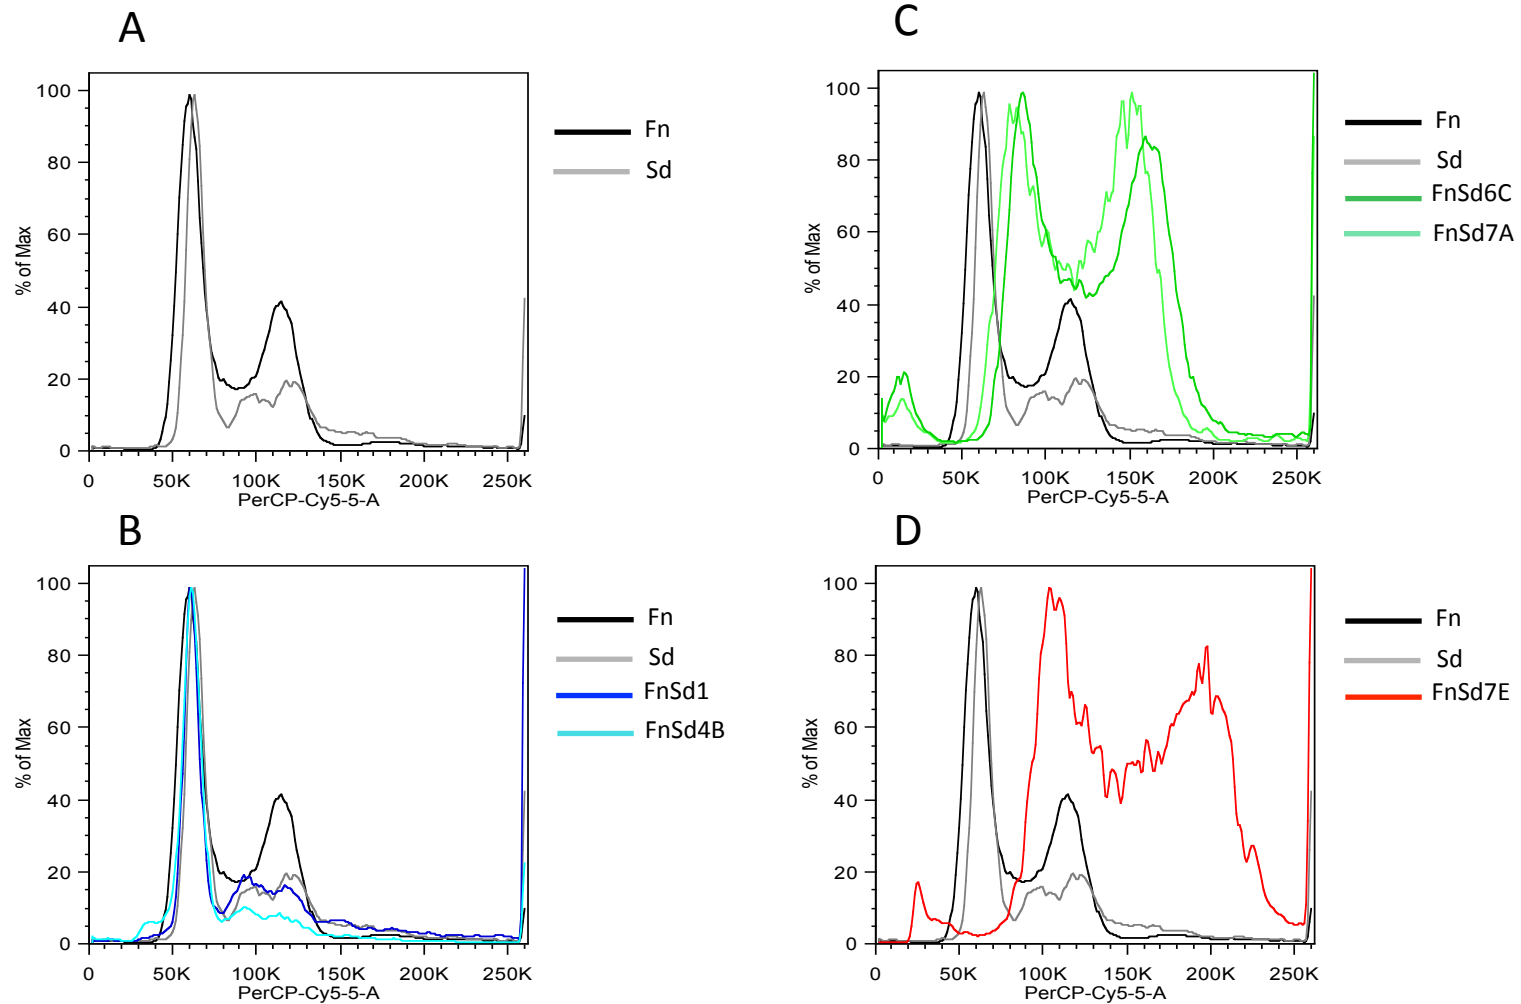 A
% of Max
100
80
60
40
20
0
0 50K 100K 150K 200K 250K
PerCP-Cy5-5-A
Fn
Sd
B
% of Max
100
80
60
40
20
0
0 50K 100K 150K 200K 250K
PerCP-Cy5-5-A
Fn
Sd
FnSd1
FnSd4B
C
% of Max
100
80
60
40
20
0
0 50K 100K 150K 200K 250K
PerCP-Cy5-5-A
Fn
Sd
FnSd6C
FnSd7A
D
% of Max
100
80
60
40
20
0
0 50K 100K 150K 200K 250K
PerCP-Cy5-5-A
Fn
Sd
FnSd7E